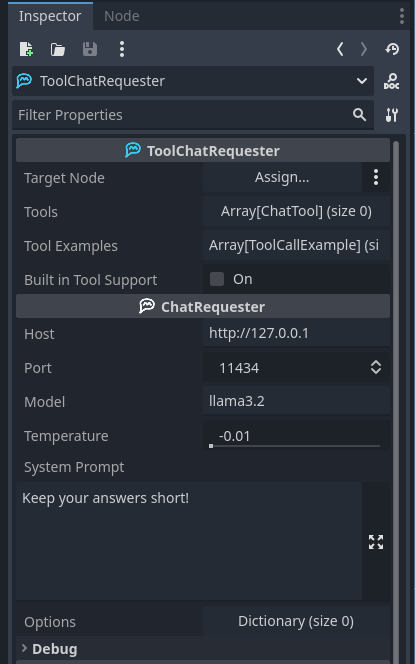 Inspector
Node
ToolChatRequester
DOC
Filter Properties
ToolChatRequester
Target Node
Assign...
Tools
Array[ChatTool] (size 0)
Tool Examples
Array[ToolCallExample] (si
Built in Tool Support
On
ChatRequester
Host
http://127.0.0.1
Port
11434
Model
llama3.2
Temperature
-0.01
System Prompt
Keep your answers short!
Options
Dictionary (size 0)
Debug